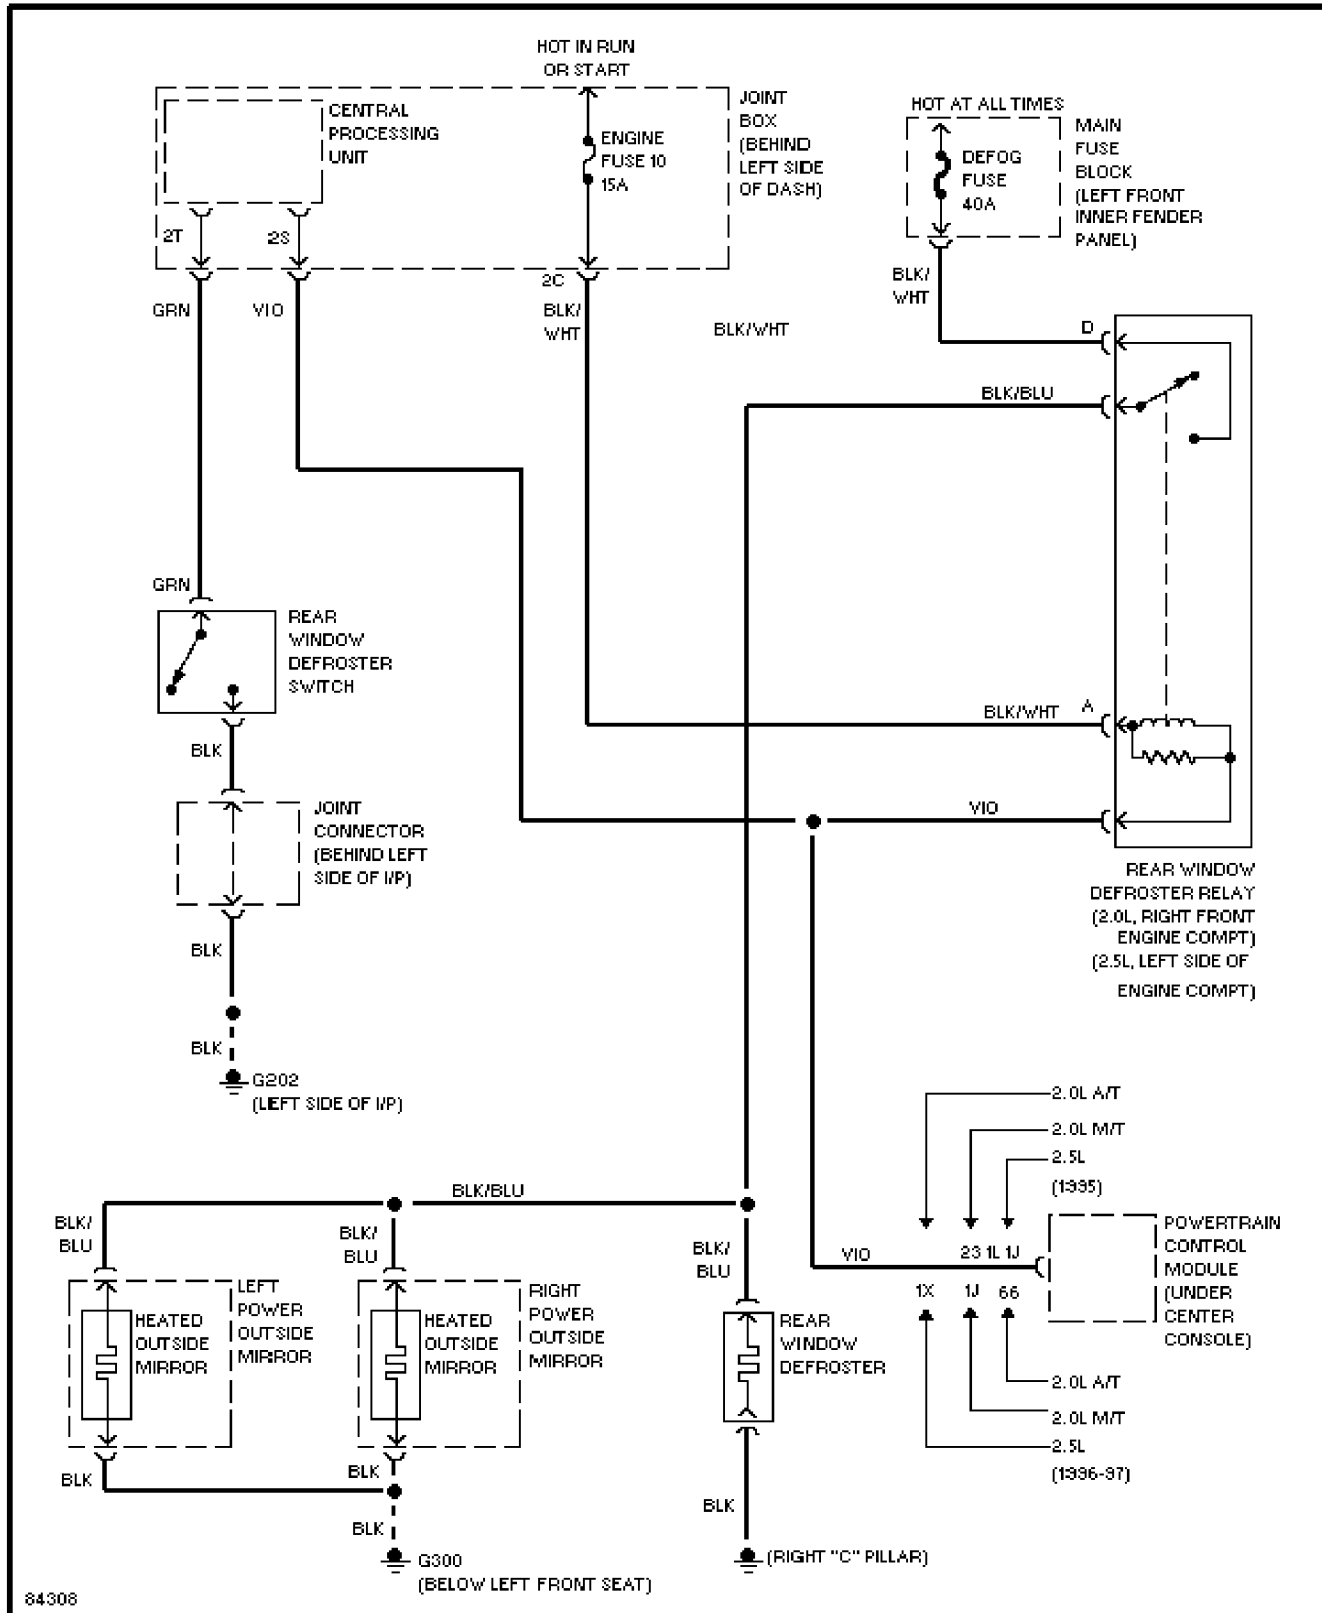 HOT IN RUN
OR START
CENTRAL
PROCESSING
UNIT
ENGINE
FUSE 10
15A
JOINT
BOX
(BEHIND
LEFT SIDE
OF DASH)
HOT AT ALL TIMES
DEFOG
FUSE
40A
MAIN
FUSE
BLOCK
(LEFT FRONT
INNER FENDER
PANEL)
2T
2S
2C
GRN
VIO
BLK/
WHT
BLK/WHT
BLK/
WHT
D
BLK/BLU
GRN
REAR
WINDOW
DEFROSTER
SWITCH
BLK
BLK/WHT
A
JOINT
CONNECTOR
(BEHIND LEFT
SIDE OF I/P)
VIO
BLK
REAR WINDOW
DEFROSTER RELAY
(2.0L, RIGHT FRONT
ENGINE COMPT)
(2.5L, LEFT SIDE OF
ENGINE COMPT)
BLK
G202
(LEFT SIDE OF I/P)
2.0L A/T
2.0L M/T
2.5L
(1995)
BLK/BLU
BLK/
BLU
BLK/
BLU
BLK/
BLU
VIO
23 1L 1J
1X
1J
66
POWERTRAIN
CONTROL
MODULE
(UNDER
CENTER
CONSOLE)
HEATED
OUTSIDE
MIRROR
LEFT
POWER
OUTSIDE
MIRROR
HEATED
OUTSIDE
MIRROR
RIGHT
POWER
OUTSIDE
MIRROR
REAR
WINDOW
DEFROSTER
2.0L A/T
2.0L M/T
2.5L
(1996-97)
BLK
BLK
BLK
BLK
G300
(BELOW LEFT FRONT SEAT)
(RIGHT "C" PILLAR)
84308